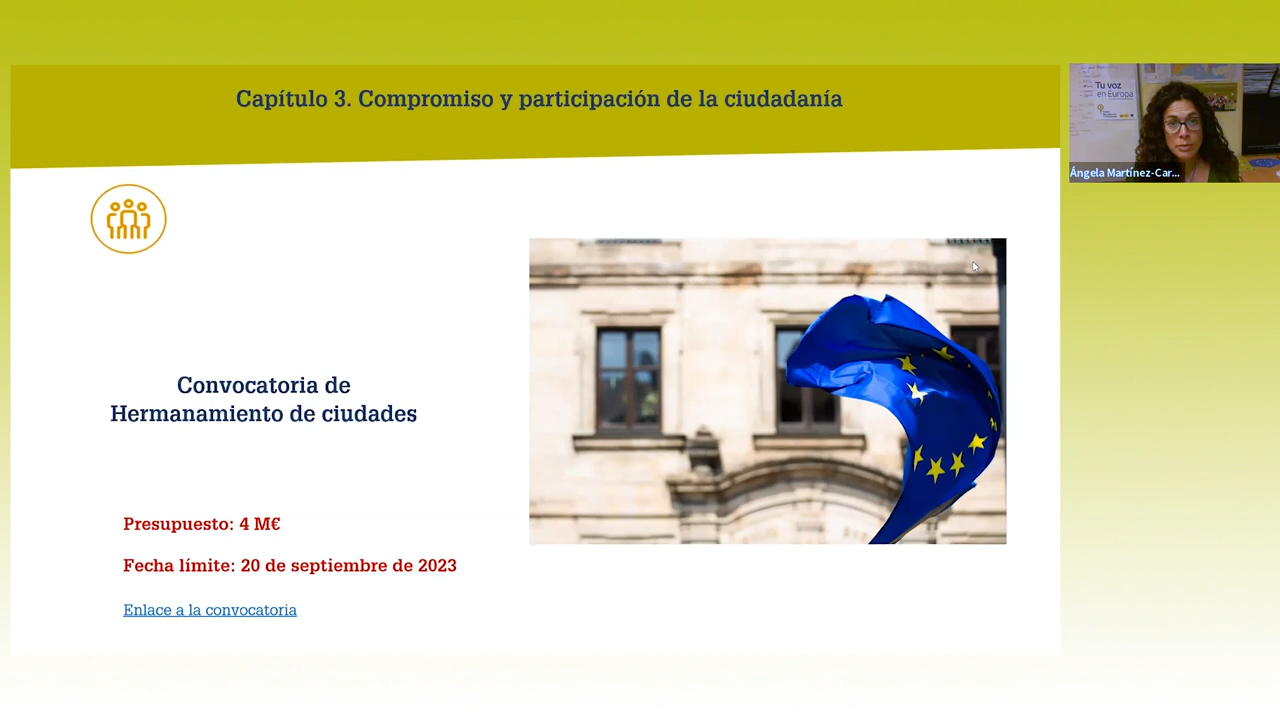 Capítulo 3. Compromiso y participación de la ciudadanía
Tu voz
en Europa
Ángela Martínez-Car...
Convocatoria de
Hermanamiento de ciudades
Presupuesto: 4 M€
Fecha límite: 20 de septiembre de 2023
Enlace a la convocatoria